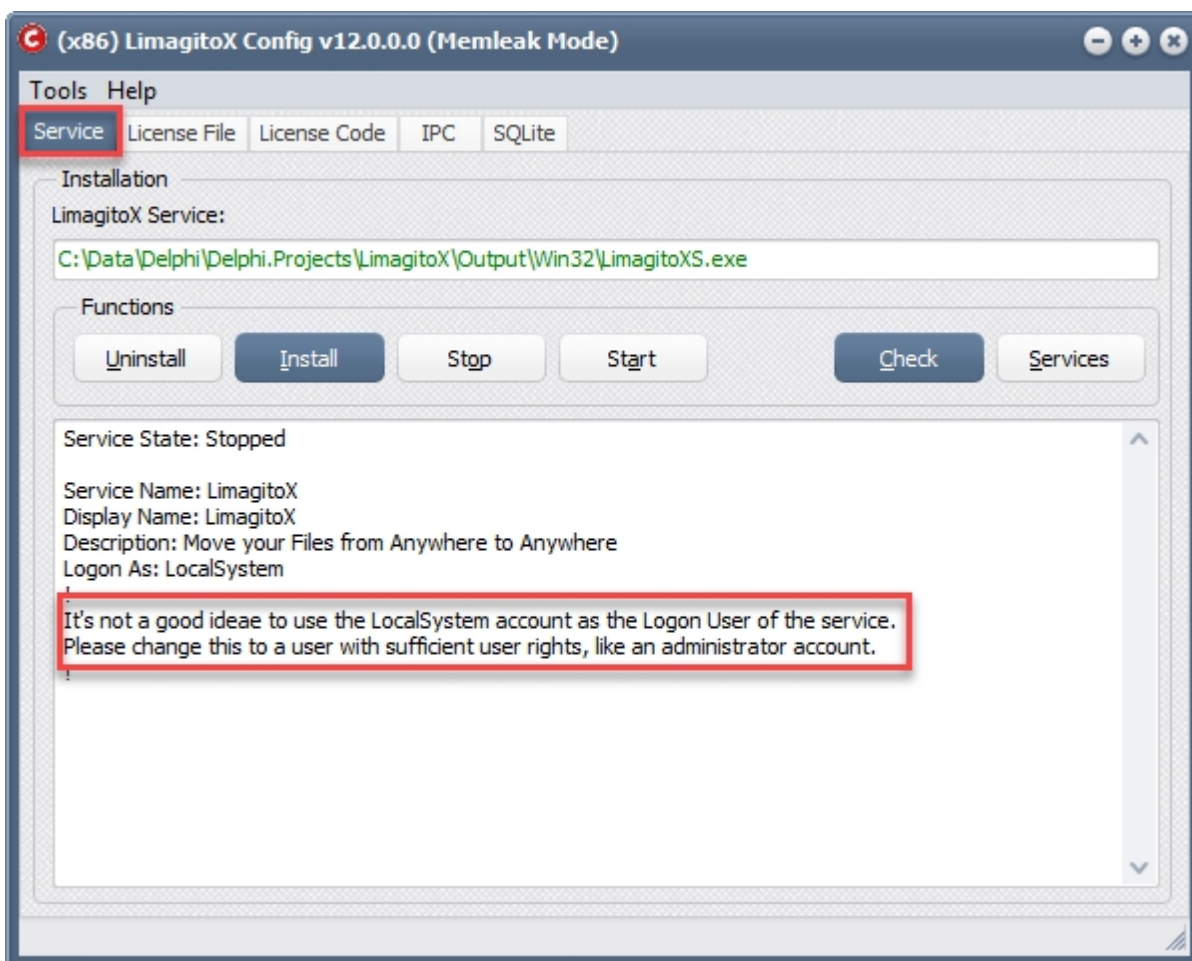 (x86) LimagitoX Config v12.0.0.0 (Memleak Mode)
Tools Help
Service License File License Code IPC SQLite
Installation
LimagitoX Service:
C:\Data\Delphi\Delphi.Projects\LimagitoX\Output\Win32\LimagitoXS.exe
Functions
Uninstall Install Stop Start Check Services
Service State: Stopped
Service Name: LimagitoX
Display Name: LimagitoX
Description: Move your Files from Anywhere to Anywhere
Logon As: LocalSystem
!
It's not a good ideae to use the LocalSystem account as the Logon User of the service.
Please change this to a user with sufficient user rights, like an administrator account.
!